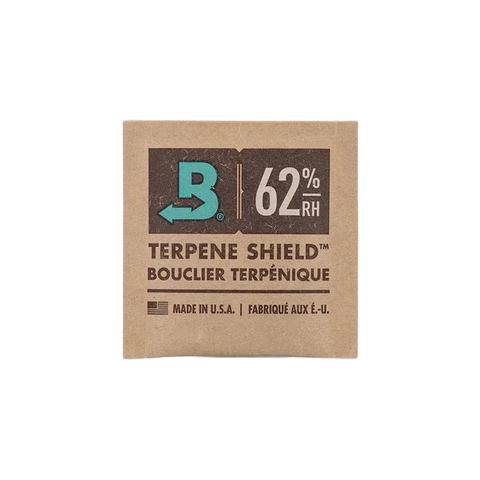 B® 62% RH
TERPENE SHIELD™
BOUCLIER TERPÉNIQUE
MADE IN U.S.A. | FABRIQUÉ AUX É.-U.